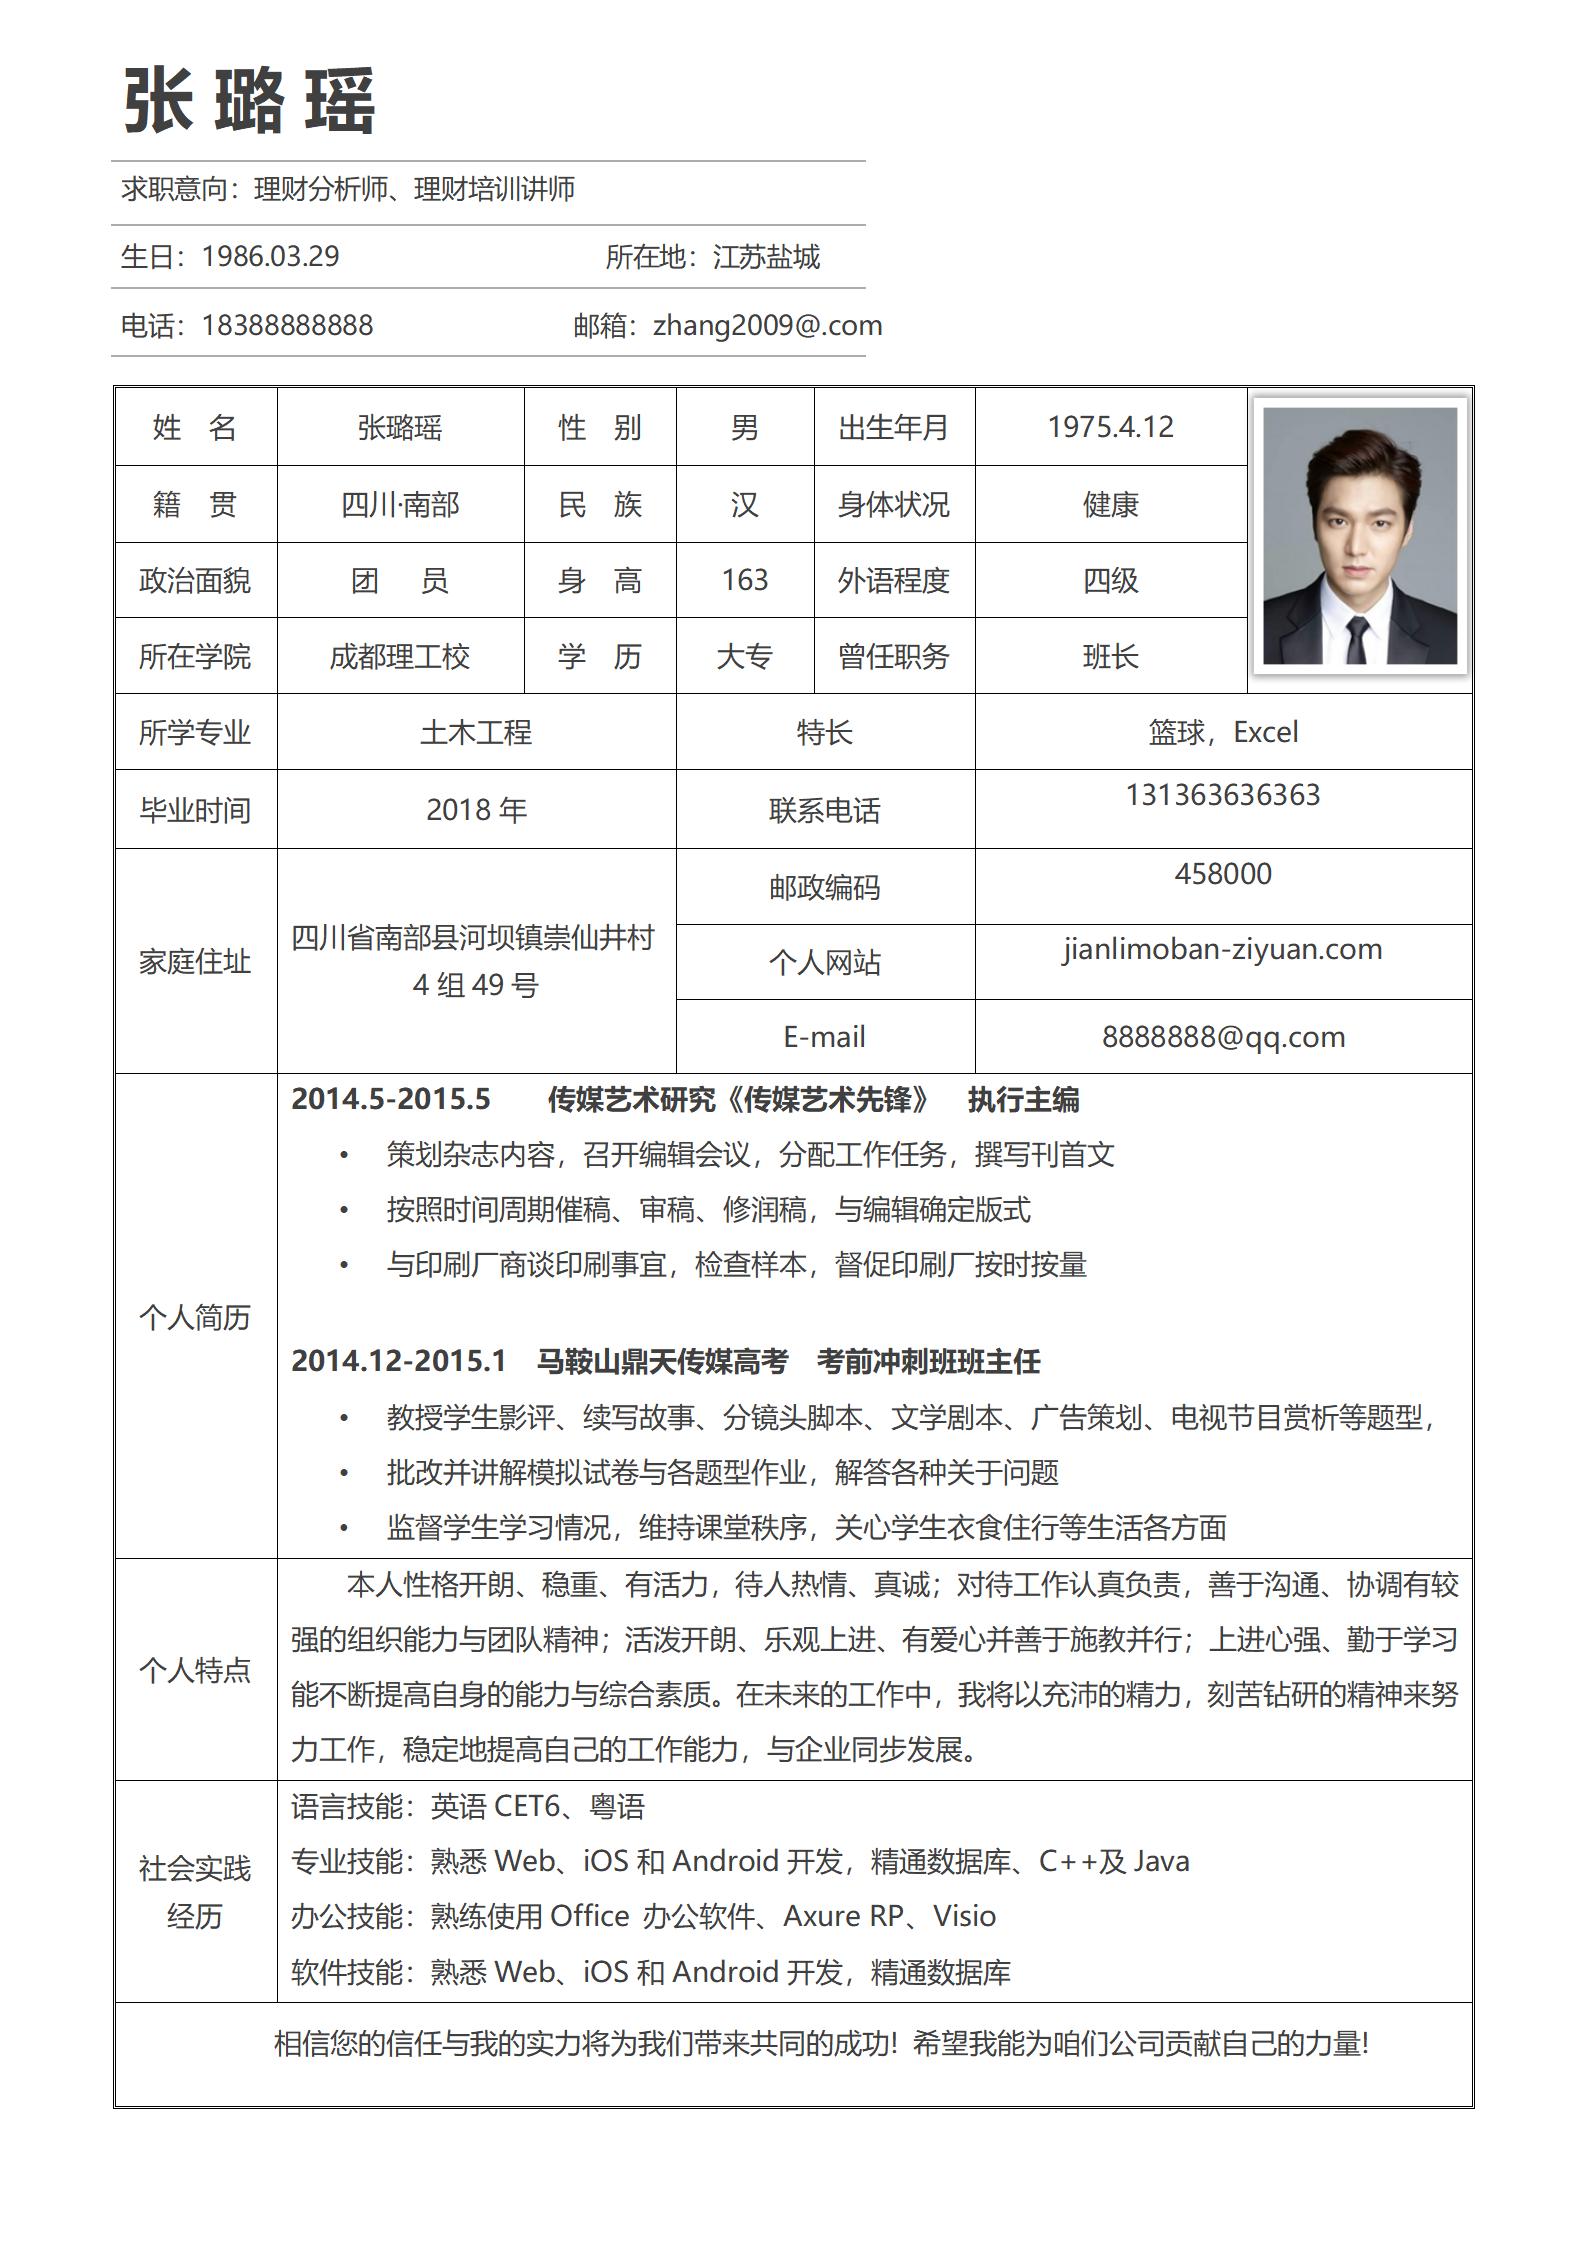 张璐瑶
求职意向：理财分析师、理财培训讲师
生日：1986.03.29 所在地：江苏盐城
电话：18388888888 邮箱：zhang2009@.com
姓 名 张璐瑶 性 别 男 出生年月 1975.4.12
籍 贯 四川·南部 民 族 汉 身体状况 健康
政治面貌 团 员 身 高 163 外语程度 四级
所在学院 成都理工校 学 历 大专 曾任职务 班长
所学专业 土木工程 特长 篮球，Excel
毕业时间 2018 年 联系电话 131363636363
家庭住址 四川省南部县河坝镇崇仙井村
4 组 49 号
邮政编码 458000
个人网站 jianlimoban-ziyuan.com
E-mail 8888888@qq.com
个人简历
2014.5-2015.5 传媒艺术研究《传媒艺术先锋》 执行主编
• 策划杂志内容，召开编辑会议，分配工作任务，撰写刊首文
• 按照时间周期催稿、审稿、修润稿，与编辑确定版式
• 与印刷厂商谈印刷事宜，检查样本，督促印刷厂按时按量
2014.12-2015.1 马鞍山鼎天传媒高考 考前冲刺班班主任
• 教授学生影评、续写故事、分镜头脚本、文学剧本、广告策划、电视节目赏析等题型，
• 批改并讲解模拟试卷与各题型作业，解答各种关于问题
• 监督学生学习情况，维持课堂秩序，关心学生衣食住行等生活各方面
个人特点
本人性格开朗、稳重、有活力，待人热情、真诚；对待工作认真负责，善于沟通、协调有较
强的组织能力与团队精神；活泼开朗、乐观上进、有爱心并善于施教并行；上进心强、勤于学习
能不断提高自身的能力与综合素质。在未来的工作中，我将以充沛的精力，刻苦钻研的精神来努
力工作，稳定地提高自己的工作能力，与企业同步发展。
社会实践
经历
语言技能：英语 CET6、粤语
专业技能：熟悉 Web、iOS 和 Android 开发，精通数据库、C++及 Java
办公技能：熟练使用 Office 办公软件、Axure RP、Visio
软件技能：熟悉 Web、iOS 和 Android 开发，精通数据库
相信您的信任与我的实力将为我们带来共同的成功！希望我能为咱们公司贡献自己的力量！